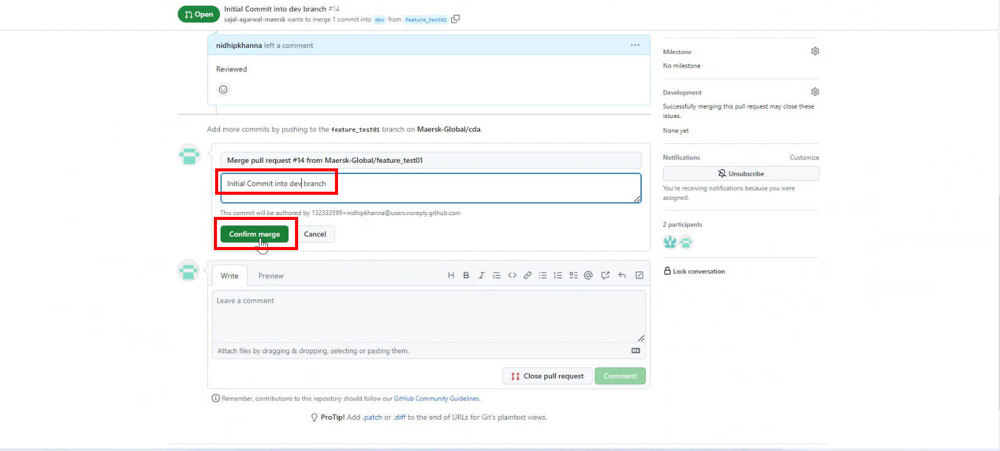 Open
Initial Commit into dev branch #14
sajal-agarwal-maersk wants to merge 1 commit into dev from feature_test01
nidhipkhanna left a comment
Reviewed
Add more commits by pushing to the feature_test01 branch on Maersk-Global/cda.
Merge pull request #14 from Maersk-Global/feature_test01
Initial Commit into dev branch
This commit will be authored by 132333599+nidhipkhanna@users.noreply.github.com
Confirm merge
Cancel
Write
Preview
H B I @
Leave a comment
Attach files by dragging & dropping, selecting or pasting them.
Close pull request
Comment
Remember, contributions to this repository should follow our GitHub Community Guidelines.
ProTip! Add .patch or .diff to the end of URLs for Git's plaintext views.
Milestone
No milestone
Development
Successfully merging this pull request may close these
issues.
None yet
Notifications
Customize
Unsubscribe
You're receiving notifications because you were
assigned.
2 participants
Lock conversation